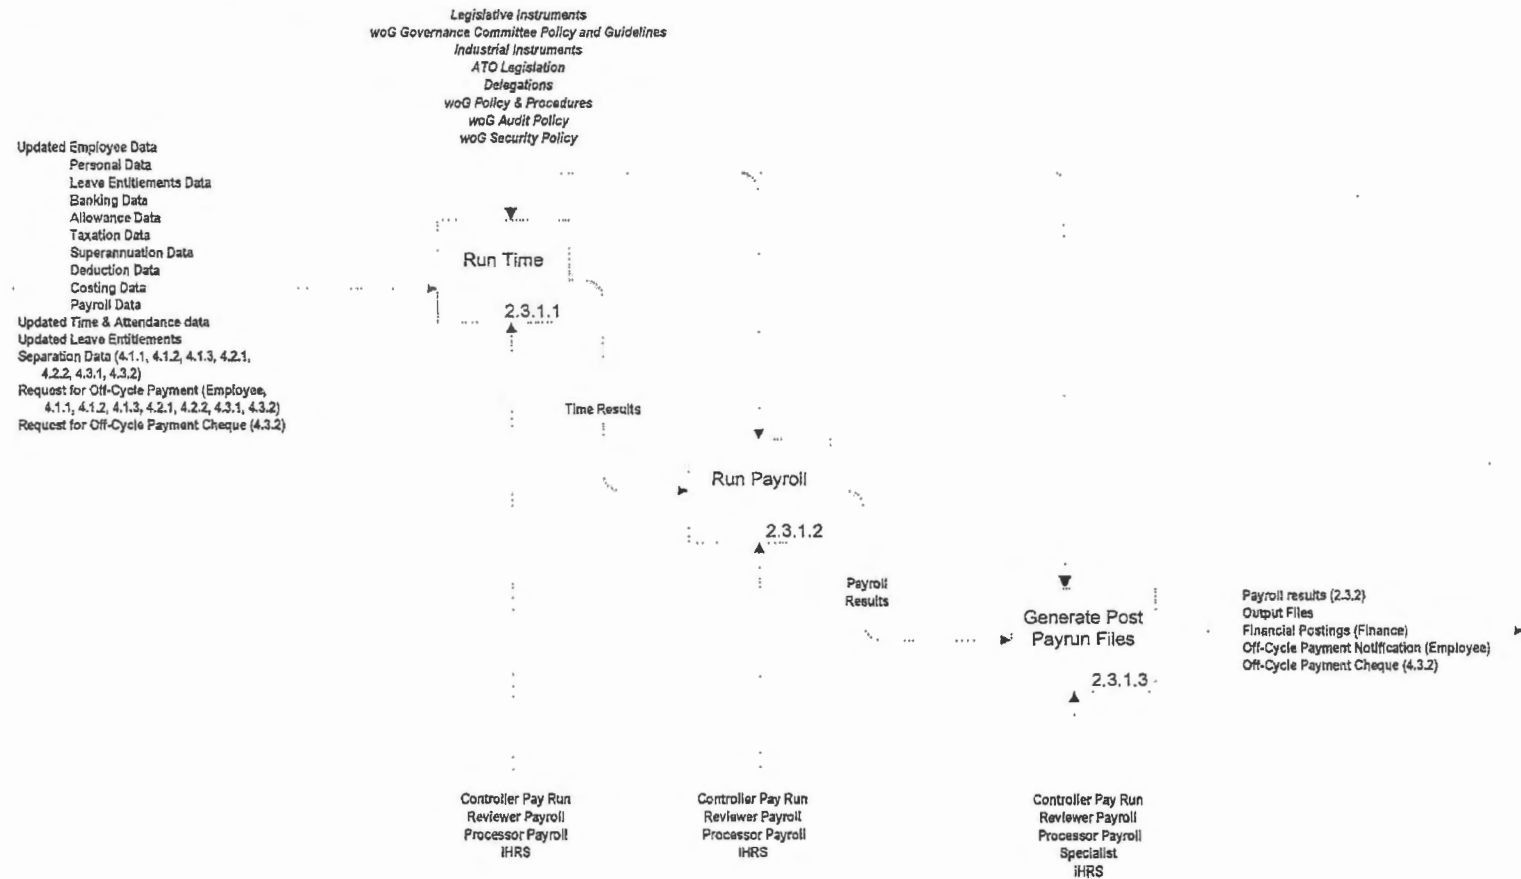 Legislative Instruments
woG Governance Committee Policy and Guidelines
Industrial Instruments
ATO Legislation
Delegations
woG Policy & Procedures
woG Audit Policy
woG Security Policy
Updated Employee Data
Personal Data
Leave Entitlements Data
Banking Data
Allowance Data
Taxation Data
Superannuation Data
Deduction Data
Costing Data
Payroll Data
Updated Time & Attendance data
Updated Leave Entitlements
Separation Data (4.1.1, 4.1.2, 4.1.3, 4.2.1,
4.2.2, 4.3.1, 4.3.2)
Request for Off-Cycle Payment (Employee,
4.1.1, 4.1.2, 4.1.3, 4.2.1, 4.2.2, 4.3.1, 4.3.2)
Request for Off-Cycle Payment Cheque (4.3.2)
Run Time
2.3.1.1
Time Results
Run Payroll
2.3.1.2
Payroll
Results
Generate Post
Payrun Files
2.3.1.3
Payroll results (2.3.2)
Output Files
Financial Postings (Finance)
Off-Cycle Payment Notification (Employee)
Off-Cycle Payment Cheque (4.3.2)
Controller Pay Run
Reviewer Payroll
Processor Payroll
iHRS
Controller Pay Run
Reviewer Payroll
Processor Payroll
iHRS
Controller Pay Run
Reviewer Payroll
Processor Payroll
Specialist
iHRS